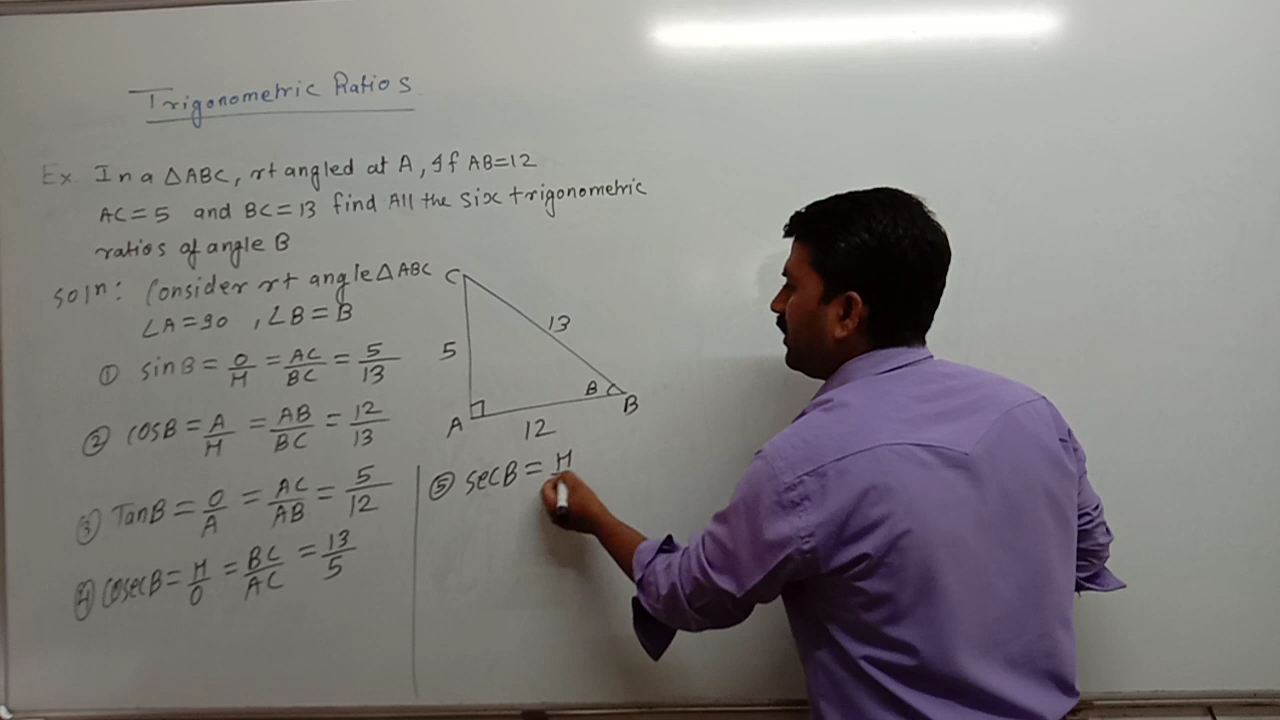 Trigonometric Ratios
Ex. In a △ABC, rt angled at A, If AB=12
AC=5 and BC=13 find All the six trigonometric
ratios of angle B
Soln: Consider rt angle △ABC
∠A=90, ∠B=B
① sinB = O/H = AC/BC = 5/13
② cosB = A/H = AB/BC = 12/13
③ TanB = O/A = AC/AB = 5/12
④ cosecB = H/O = BC/AC = 13/5
C
13
5
B
B
A
12
⑤ secB = H